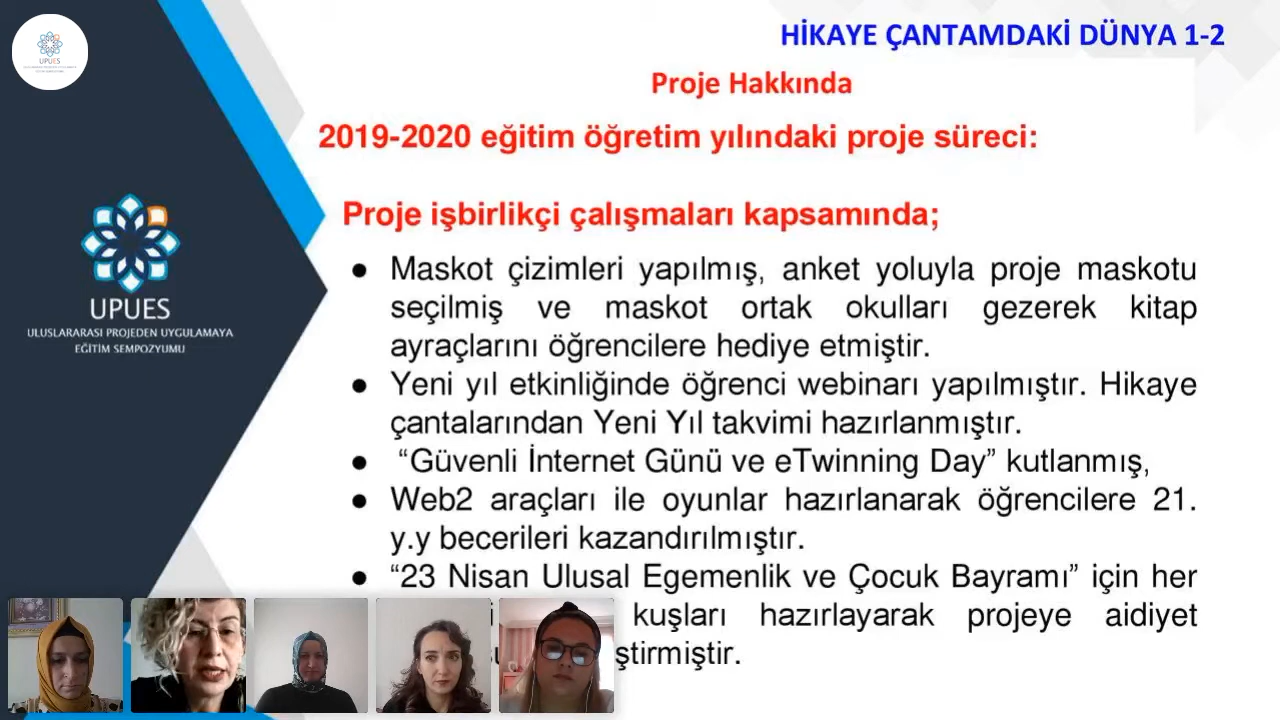 HİKAYE ÇANTAMDAKİ DÜNYA 1-2
Proje Hakkında
2019-2020 eğitim öğretim yılındaki proje süreci:
Proje işbirlikçi çalışmaları kapsamında;
● Maskot çizimleri yapılmış, anket yoluyla proje maskotu
seçilmiş ve maskot ortak okulları gezerek kitap
ayraçlarını öğrencilere hediye etmiştir.
● Yeni yıl etkinliğinde öğrenci webinarı yapılmıştır. Hikaye
çantalarından Yeni Yıl takvimi hazırlanmıştır.
● “Güvenli İnternet Günü ve eTwinning Day” kutlanmış,
● Web2 araçları ile oyunlar hazırlanarak öğrencilere 21.
y.y becerileri kazandırılmıştır.
● “23 Nisan Ulusal Egemenlik ve Çocuk Bayramı” için her
kuşları hazırlayarak projeye aidiyet
UPUES
ULUSLARARASI PROJEDEN UYGULAMAYA
EĞİTİM SEMPOZYUMU
UPUES